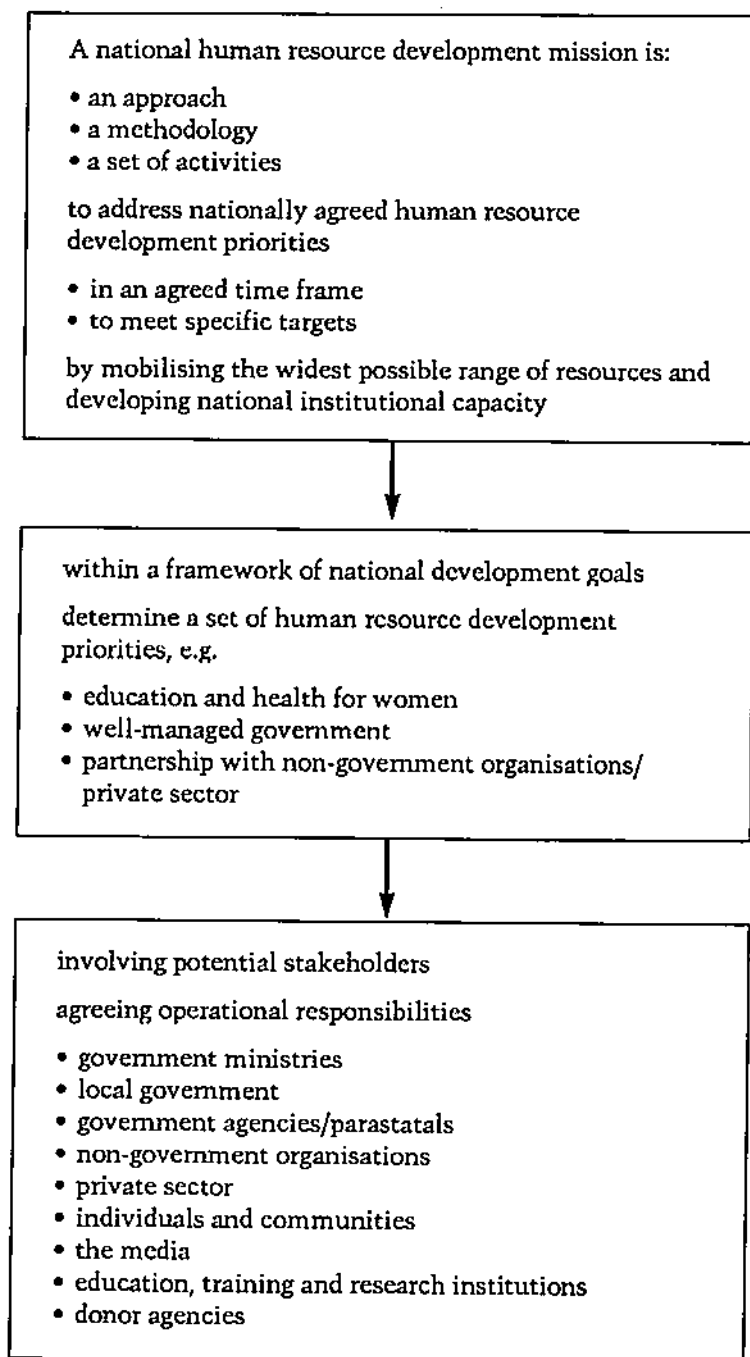 A national human resource development mission is:
• an approach
• a methodology
• a set of activities
to address nationally agreed human resource
development priorities
• in an agreed time frame
• to meet specific targets
by mobilising the widest possible range of resources and
developing national institutional capacity
within a framework of national development goals
determine a set of human resource development
priorities, e.g.
• education and health for women
• well-managed government
• partnership with non-government organisations/
private sector
involving potential stakeholders
agreeing operational responsibilities
• government ministries
• local government
• government agencies/parastatals
• non-government organisations
• private sector
• individuals and communities
• the media
• education, training and research institutions
• donor agencies